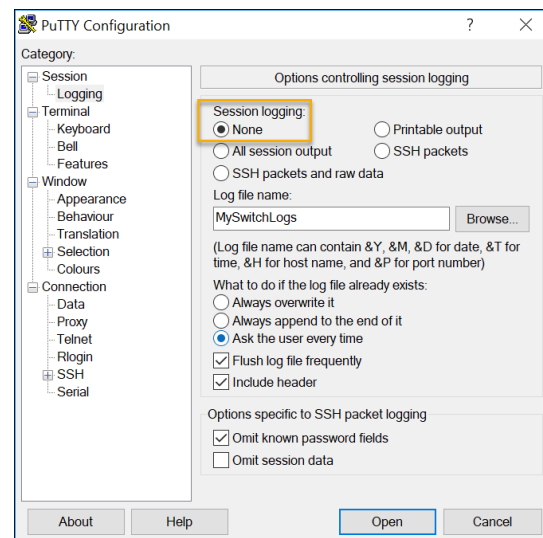 PuTTY Configuration
?
Category:
Session
Logging
Terminal
Keyboard
Bell
Features
Window
Appearance
Behaviour
Translation
Selection
Colours
Connection
Data
Proxy
Telnet
Rlogin
SSH
Serial
Options controlling session logging
Session logging:
None
Printable output
All session output
SSH packets
SSH packets and raw data
Log file name:
MySwitchLogs
Browse...
(Log file name can contain &Y, &M, &D for date, &T for
time, &H for host name, and &P for port number)
What to do if the log file already exists:
Always overwrite it
Always append to the end of it
Ask the user every time
Flush log file frequently
Include header
Options specific to SSH packet logging
Omit known password fields
Omit session data
About
Help
Open
Cancel